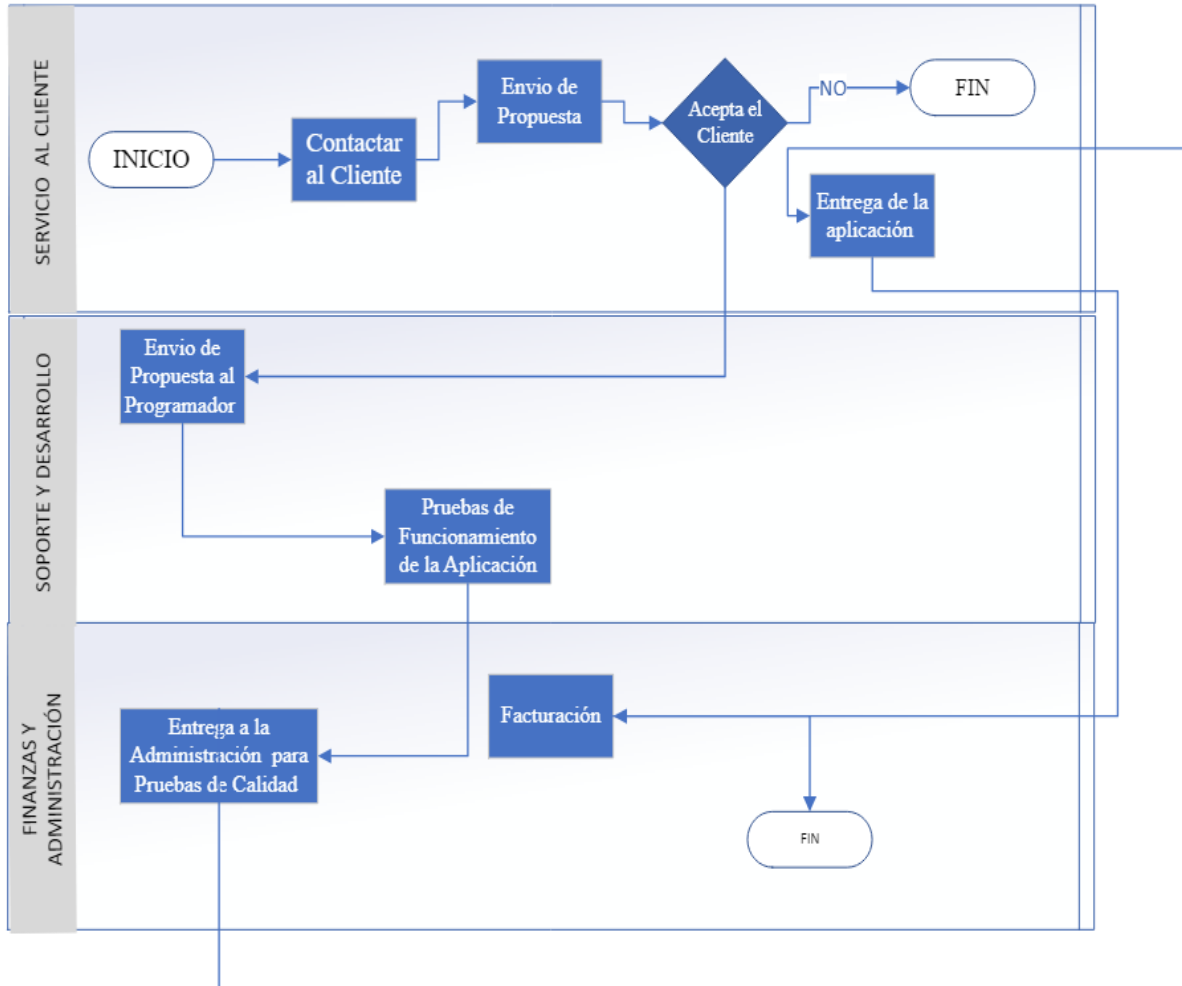 SERVICIO AL CLIENTE
INICIO
Contactar
al Cliente
Envio de
Propuesta
Acepta el
Cliente
NO
FIN
Entrega de la
aplicación
SOPORTE Y DESARROLLO
Envio de
Propuesta al
Programador
Pruebas de
Funcionamiento
de la Aplicación
FINANZAS Y
ADMINISTRACIÓN
Entrega a la
Administración para
Pruebas de Calidad
Facturación
FIN